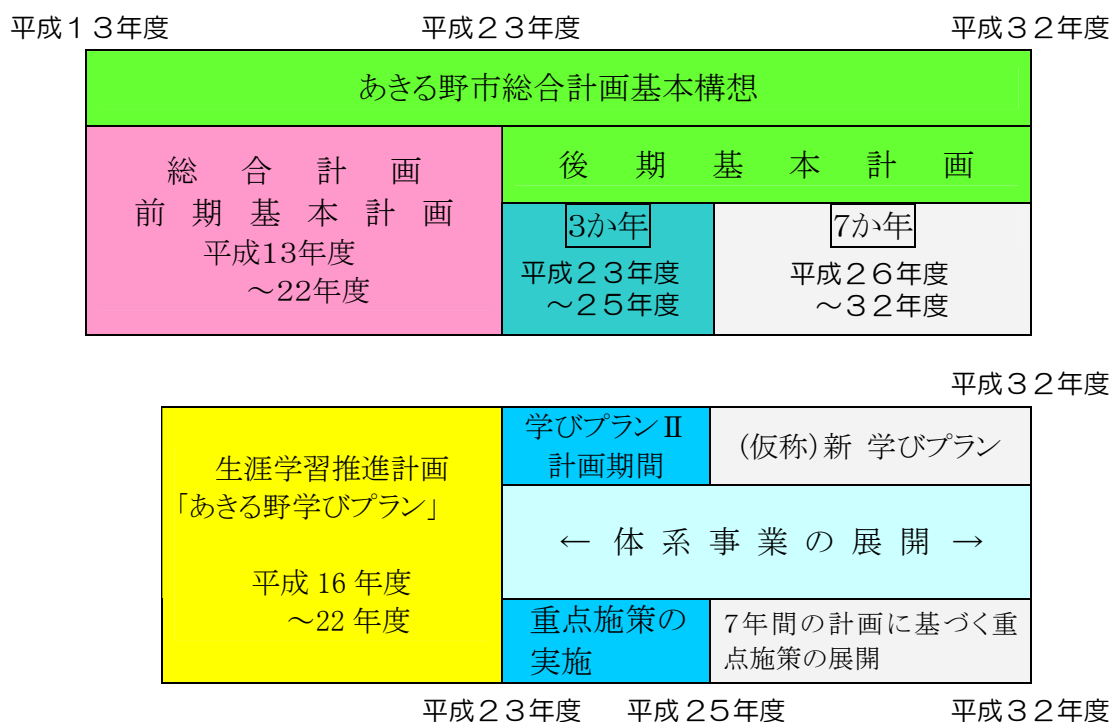 平成１３年度 平成２３年度 平成３２年度
あきる野市総合計画基本構想
総合計画
前期基本計画
平成13年度
～22年度
後期基本計画
3か年
平成２３年度
～２５年度
7か年
平成２６年度
～３２年度
平成３２年度
生涯学習推進計画
「あきる野学びプラン」
平成 16 年度
～22 年度
学びプランⅡ
計画期間
(仮称)新 学びプラン
← 体 系 事 業 の 展 開 →
重点施策の
実施
7年間の計画に基づく重
点施策の展開
平成２３年度 平成２５年度 平成３２年度